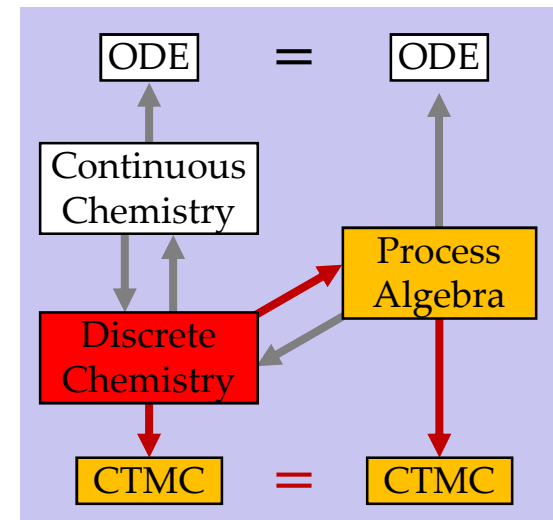 ODE = ODE
Continuous
Chemistry
Process
Algebra
Discrete
Chemistry
CTMC = CTMC